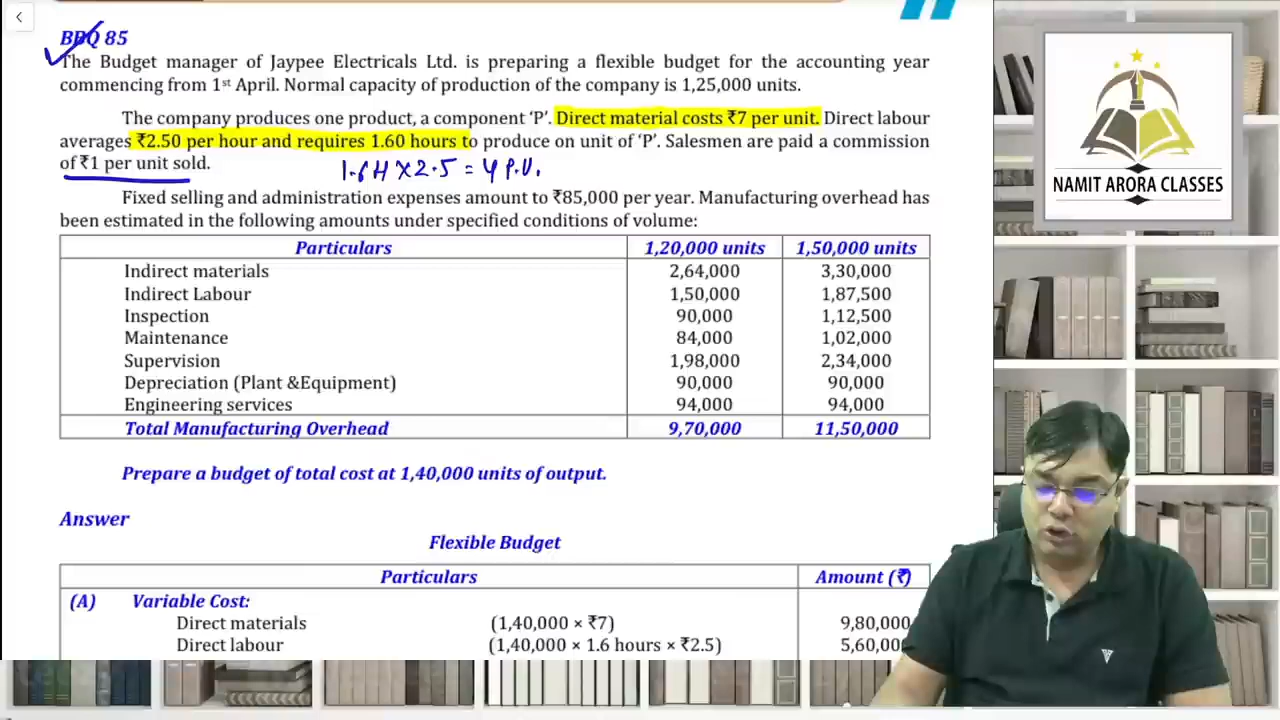 BBQ 85
The Budget manager of Jaypee Electricals Ltd. is preparing a flexible budget for the accounting year
commencing from 1st April. Normal capacity of production of the company is 1,25,000 units.
The company produces one product, a component ‘P’. Direct material costs ₹7 per unit. Direct labour
averages ₹2.50 per hour and requires 1.60 hours to produce on unit of ‘P’. Salesmen are paid a commission
of ₹1 per unit sold.
1.6H X 2.5 = 4 P.U.
Fixed selling and administration expenses amount to ₹85,000 per year. Manufacturing overhead has
been estimated in the following amounts under specified conditions of volume:
Particulars 1,20,000 units 1,50,000 units
Indirect materials 2,64,000 3,30,000
Indirect Labour 1,50,000 1,87,500
Inspection 90,000 1,12,500
Maintenance 84,000 1,02,000
Supervision 1,98,000 2,34,000
Depreciation (Plant &Equipment) 90,000 90,000
Engineering services 94,000 94,000
Total Manufacturing Overhead 9,70,000 11,50,000
Prepare a budget of total cost at 1,40,000 units of output.
Answer
Flexible Budget
Particulars Amount (₹)
(A) Variable Cost:
Direct materials (1,40,000 × ₹7) 9,80,000
Direct labour (1,40,000 × 1.6 hours × ₹2.5) 5,60,00
NAMIT ARORA CLASSES